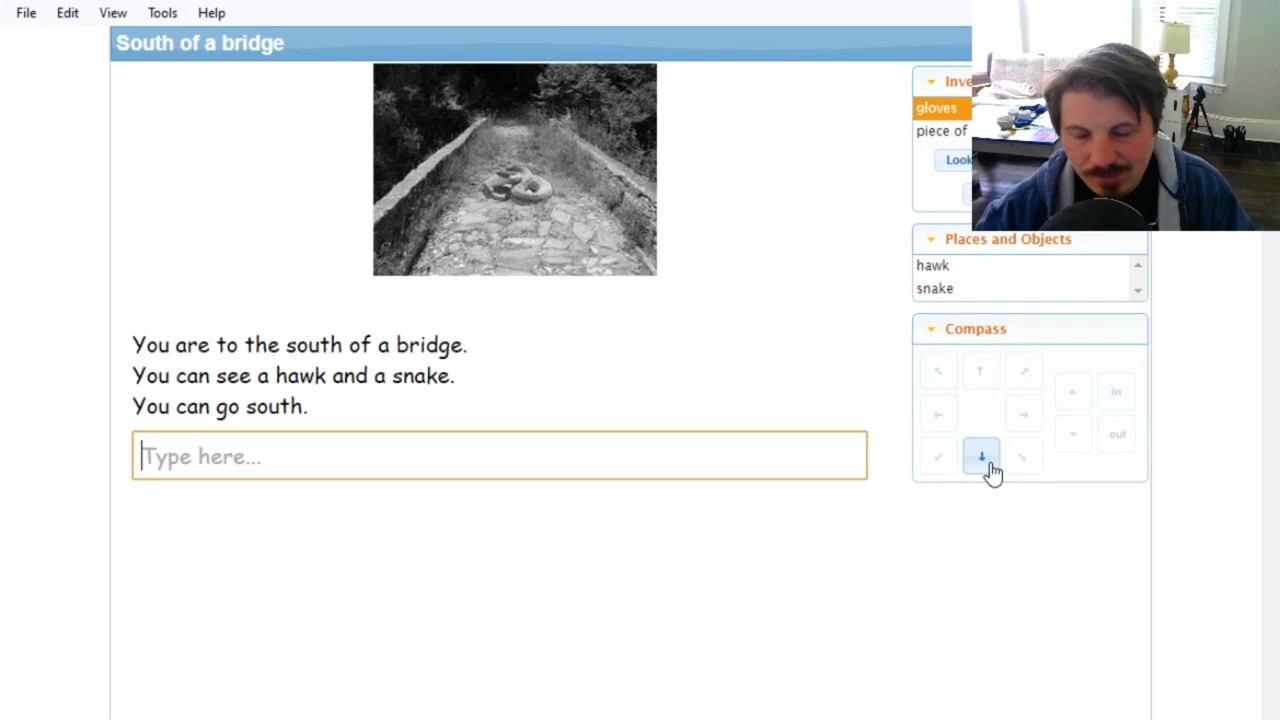 File Edit View Tools Help
South of a bridge
Inve
gloves
piece of
Look
Places and Objects
hawk
snake
Compass
in
out
You are to the south of a bridge.
You can see a hawk and a snake.
You can go south.
Type here...